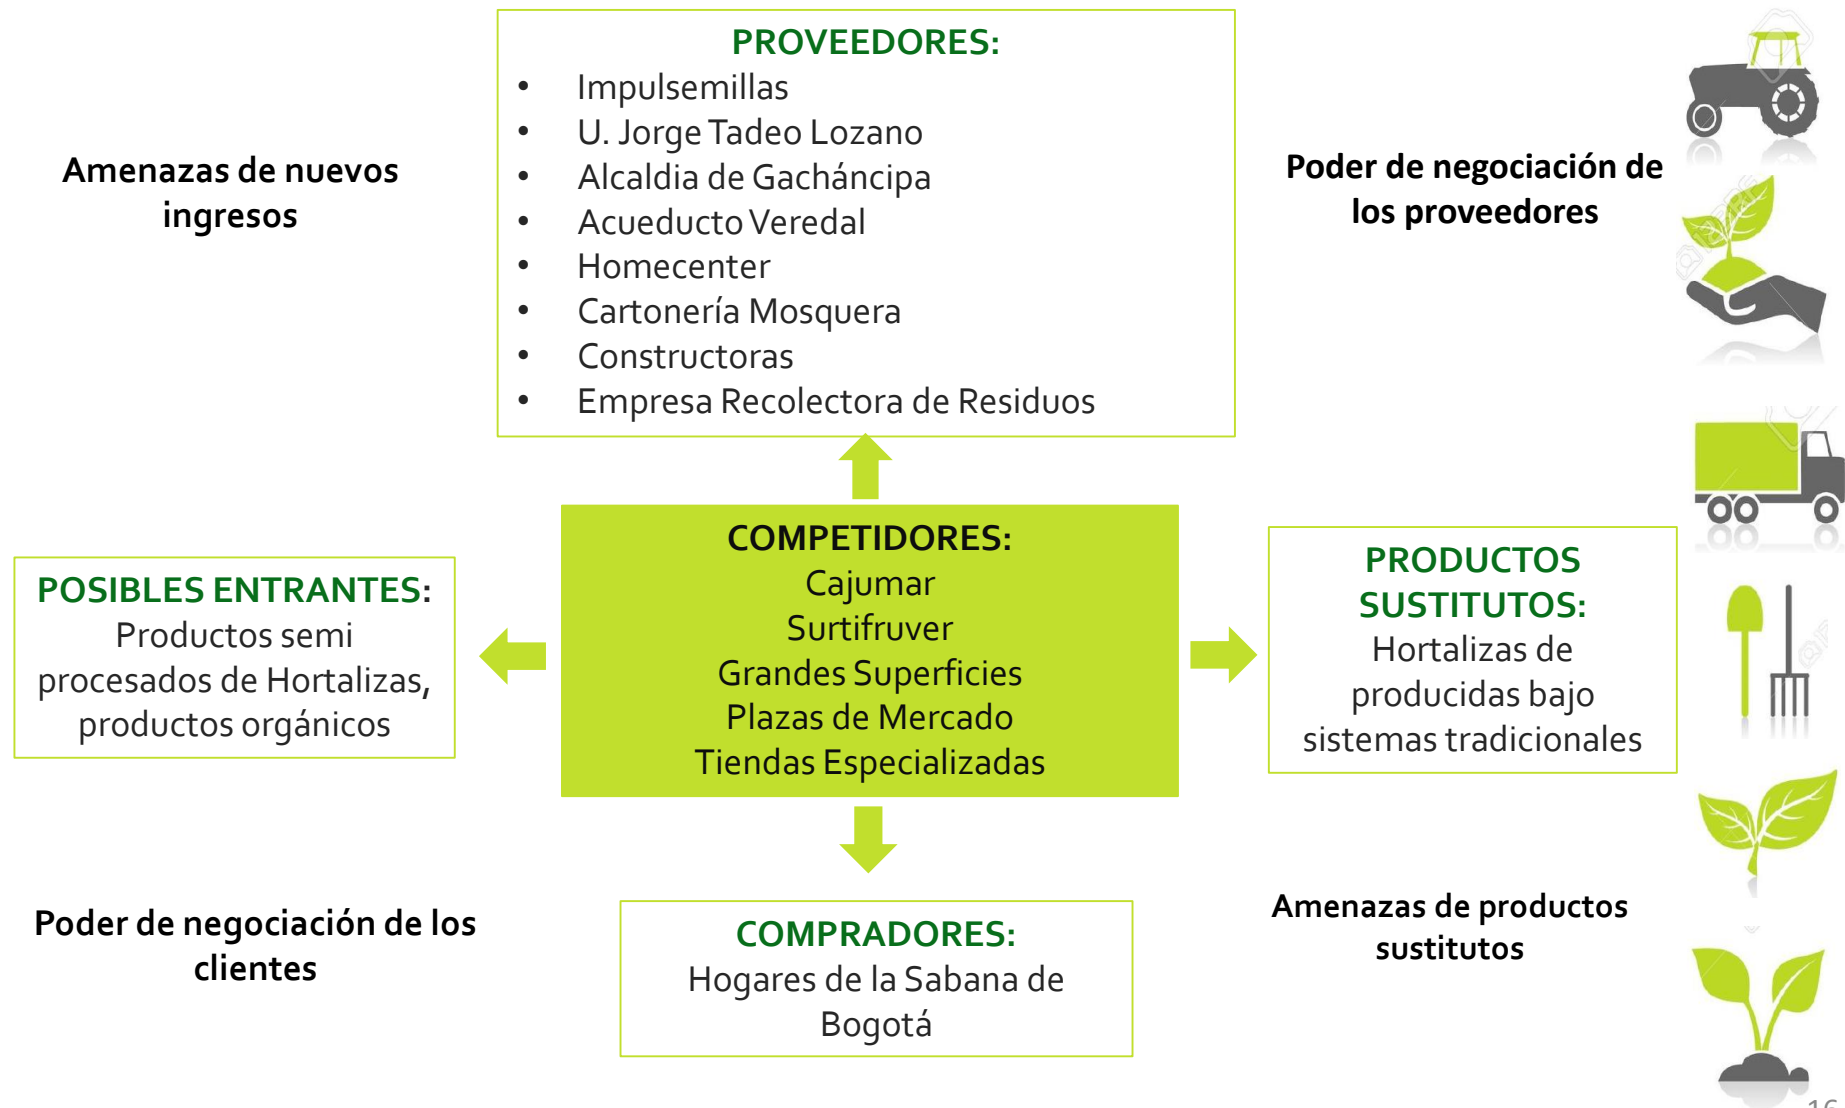 PROVEEDORES:
• Impulsemillas
• U. Jorge Tadeo Lozano
• Alcaldia de Gacháncipa
• Acueducto Veredal
• Homecenter
• Cartonería Mosquera
• Constructoras
• Empresa Recolectora de Residuos
Amenazas de nuevos
ingresos
Poder de negociación de
los proveedores
POSIBLES ENTRANTES:
Productos semi
procesados de Hortalizas,
productos orgánicos
COMPETIDORES:
Cajumar
Surtifruver
Grandes Superficies
Plazas de Mercado
Tiendas Especializadas
PRODUCTOS
SUSTITUTOS:
Hortalizas de
producidas bajo
sistemas tradicionales
Poder de negociación de los
clientes
COMPRADORES:
Hogares de la Sabana de
Bogotá
Amenazas de productos
sustitutos